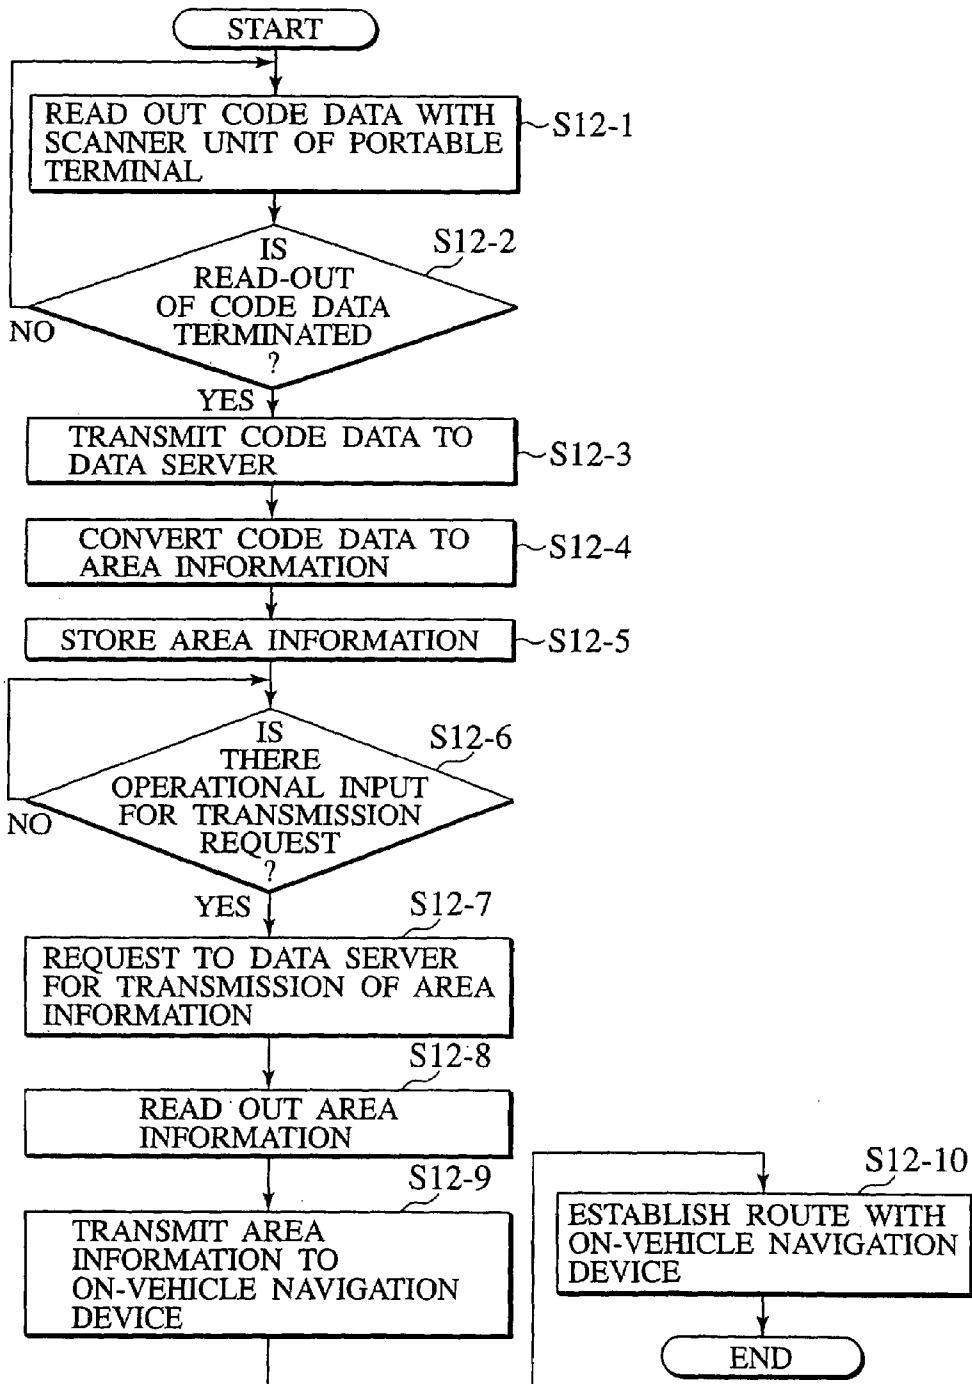 START
READ OUT CODE DATA WITH
SCANNER UNIT OF PORTABLE
TERMINAL
S12-1
IS
READ-OUT
OF CODE DATA
TERMINATED
?
S12-2
NO
YES
TRANSMIT CODE DATA TO
DATA SERVER
S12-3
CONVERT CODE DATA TO
AREA INFORMATION
S12-4
STORE AREA INFORMATION
S12-5
IS
THERE
OPERATIONAL INPUT
FOR TRANSMISSION
REQUEST
?
S12-6
NO
YES
S12-7
REQUEST TO DATA SERVER
FOR TRANSMISSION OF AREA
INFORMATION
S12-8
READ OUT AREA
INFORMATION
S12-9
TRANSMIT AREA
INFORMATION TO
ON-VEHICLE NAVIGATION
DEVICE
S12-10
ESTABLISH ROUTE WITH
ON-VEHICLE NAVIGATION
DEVICE
END